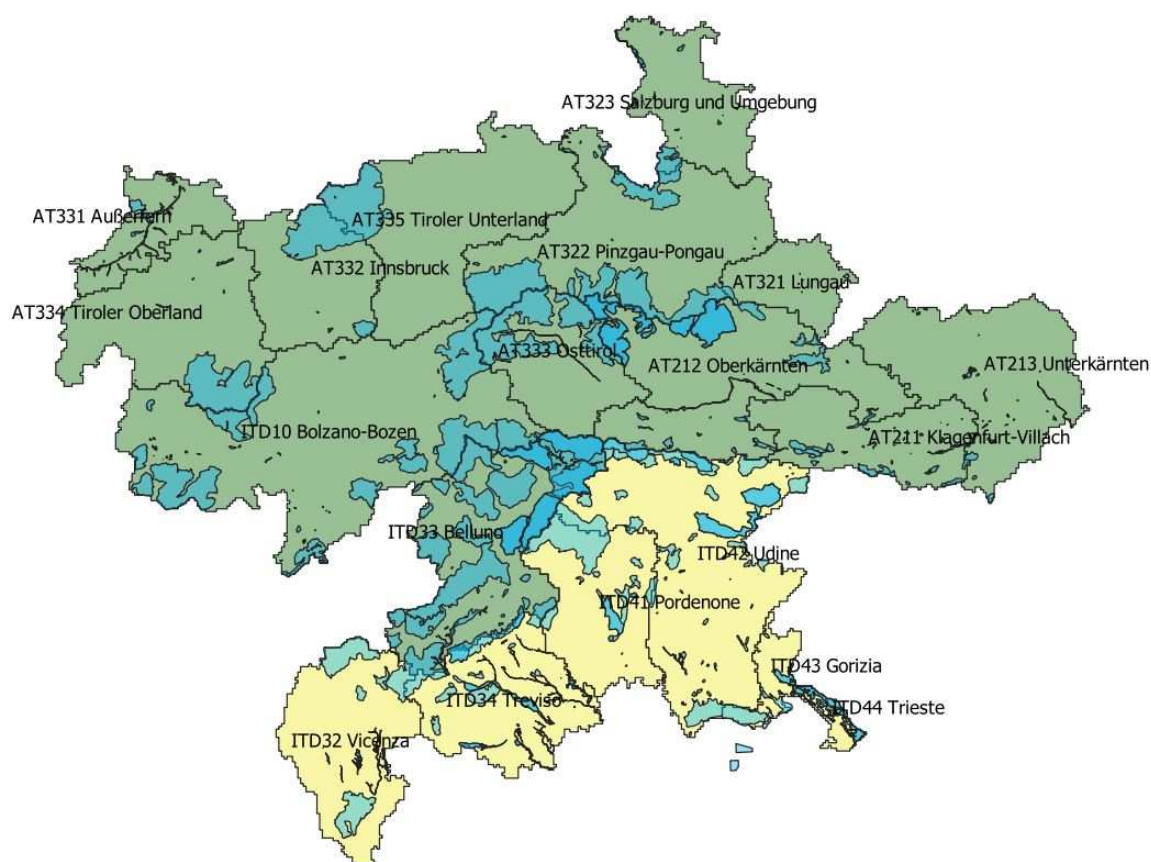 AT323 Salzburg und Umgebung
AT331 Außerfern
AT335 Tiroler Unterland
AT322 Pinzgau-Pongau
AT332 Innsbruck
AT321 Lungau
AT334 Tiroler Oberland
AT333 Osttirol
AT212 Oberkärnten
AT213 Unterkärnten
ITD10 Bolzano-Bozen
AT211 Klagenfurt-Villach
ITD33 Belluno
ITD42 Udine
ITD41 Pordenone
ITD43 Gorizia
ITD34 Treviso
ITD44 Trieste
ITD32 Vicenza